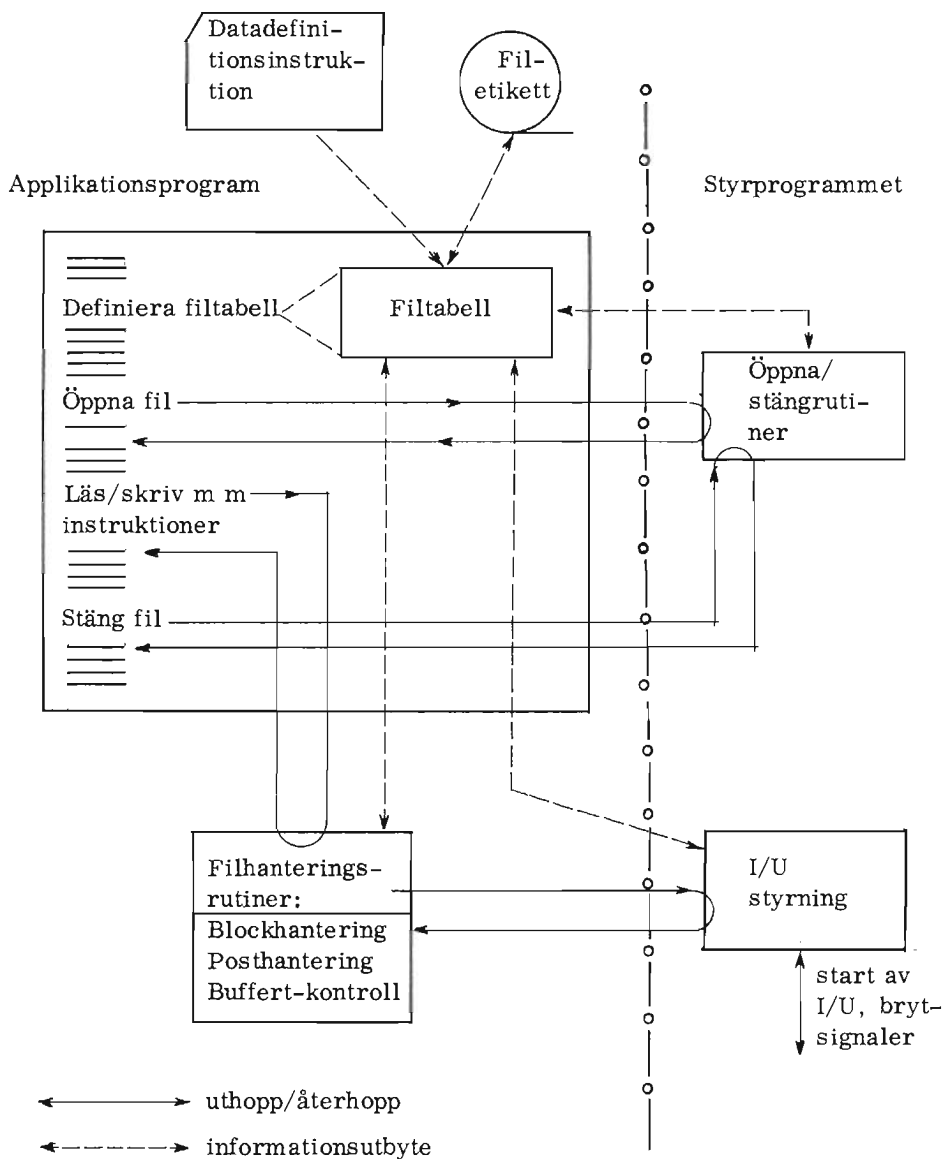 Datadefini-
tionsinstruk-
tion
Fil-
etikett
Applikationsprogram
Styrprogrammet
Definiera filtabell
Filtabell
Öppna/
stängruti-
ner
Öppna fil
Läs/skriv m m
instruktioner
Stäng fil
Filhanterings-
rutiner:
Blockhantering
Posthantering
Buffert-kontroll
I/U
styrning
start av
I/U, bryt-
signaler
uthopp/återhopp
informationsutbyte